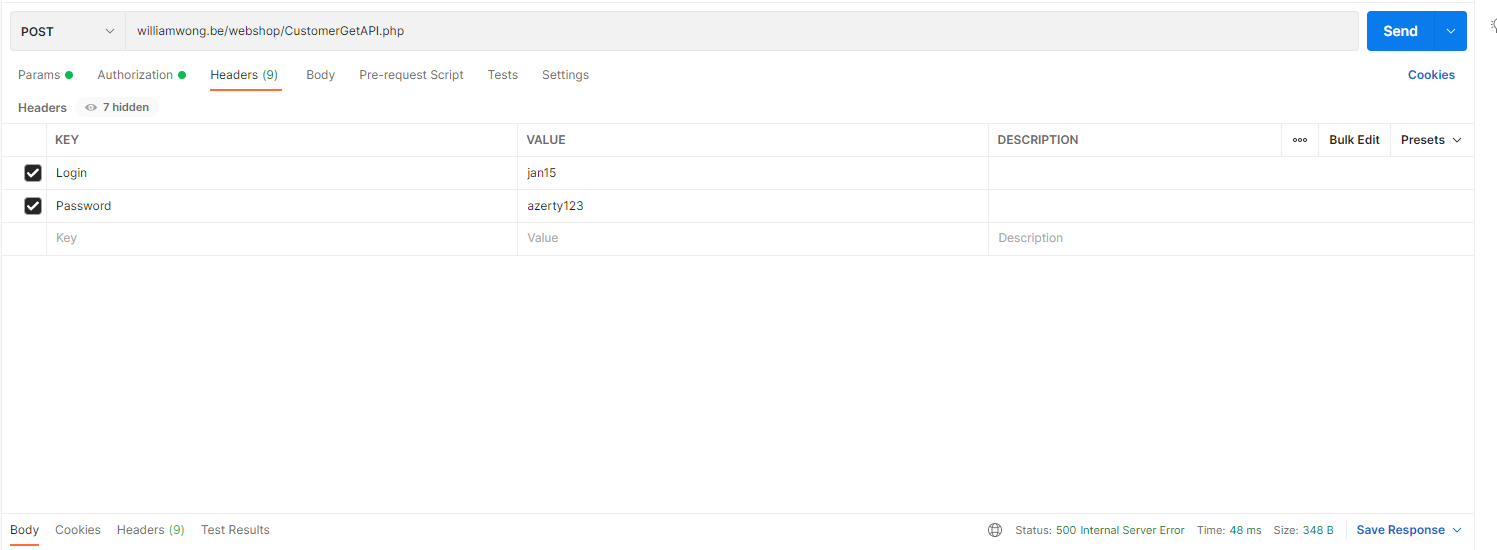 POST williamwong.be/webshop/CustomerGetAPI.php Send
Params Authorization Headers (9) Body Pre-request Script Tests Settings Cookies
Headers 7 hidden
KEY VALUE DESCRIPTION Bulk Edit Presets
Login jan15
Password azerty123
Key Value Description
Body Cookies Headers (9) Test Results Status: 500 Internal Server Error Time: 48 ms Size: 348 B Save Response